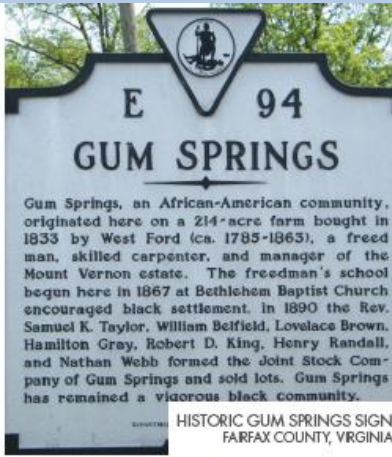 E 94
GUM SPRINGS
Gum Springs, an African-American community,
originated here on a 214-acre farm bought in
1833 by West Ford (ca. 1785-1863), a freed
man, skilled carpenter, and manager of the
Mount Vernon estate. The freedman's school
begun here in 1867 at Bethlehem Baptist Church
encouraged black settlement. In 1890 the Rev.
Samuel K. Taylor, William Belfield, Lovelace Brown,
Hamilton Gray, Robert D. King, Henry Randall,
and Nathan Webb formed the Joint Stock Com-
pany of Gum Springs and sold lots. Gum Springs
has remained a vigorous black community.
HISTORIC GUM SPRINGS SIGN
FAIRFAX COUNTY, VIRGINIA